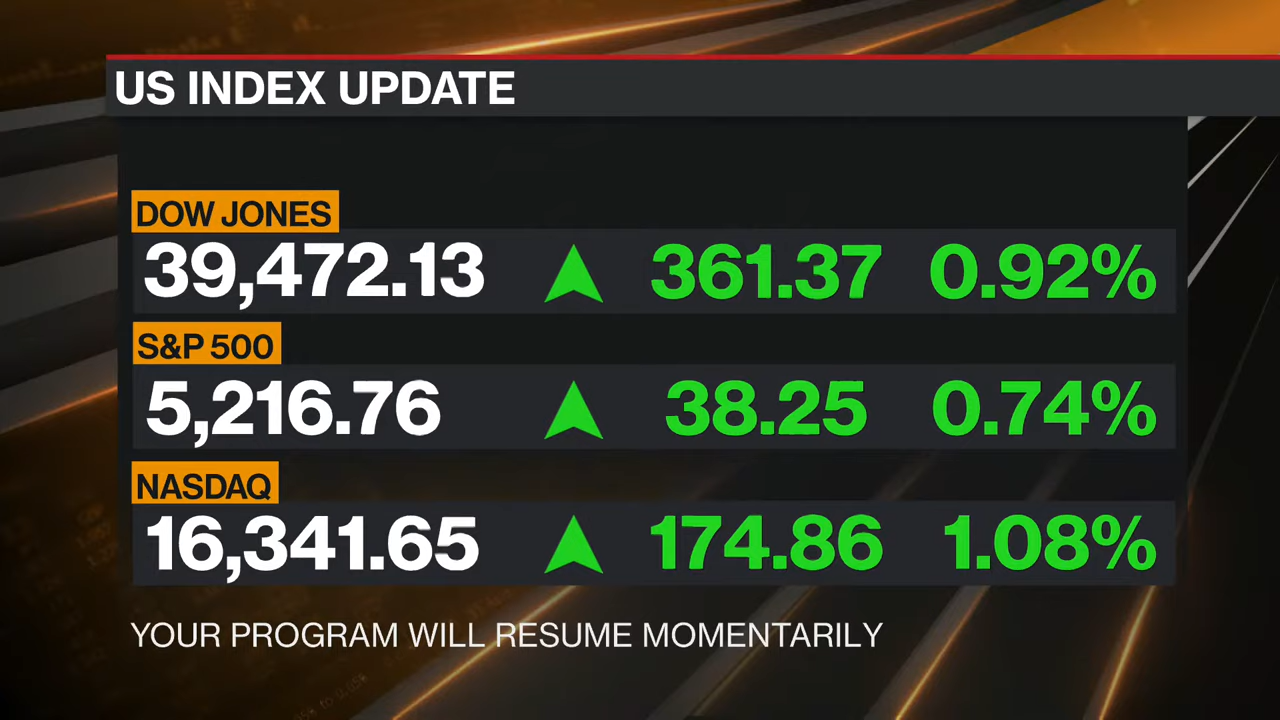 US INDEX UPDATE
DOW JONES
39,472.13 ▲ 361.37 0.92%
S&P 500
5,216.76 ▲ 38.25 0.74%
NASDAQ
16,341.65 ▲ 174.86 1.08%
YOUR PROGRAM WILL RESUME MOMENTARILY